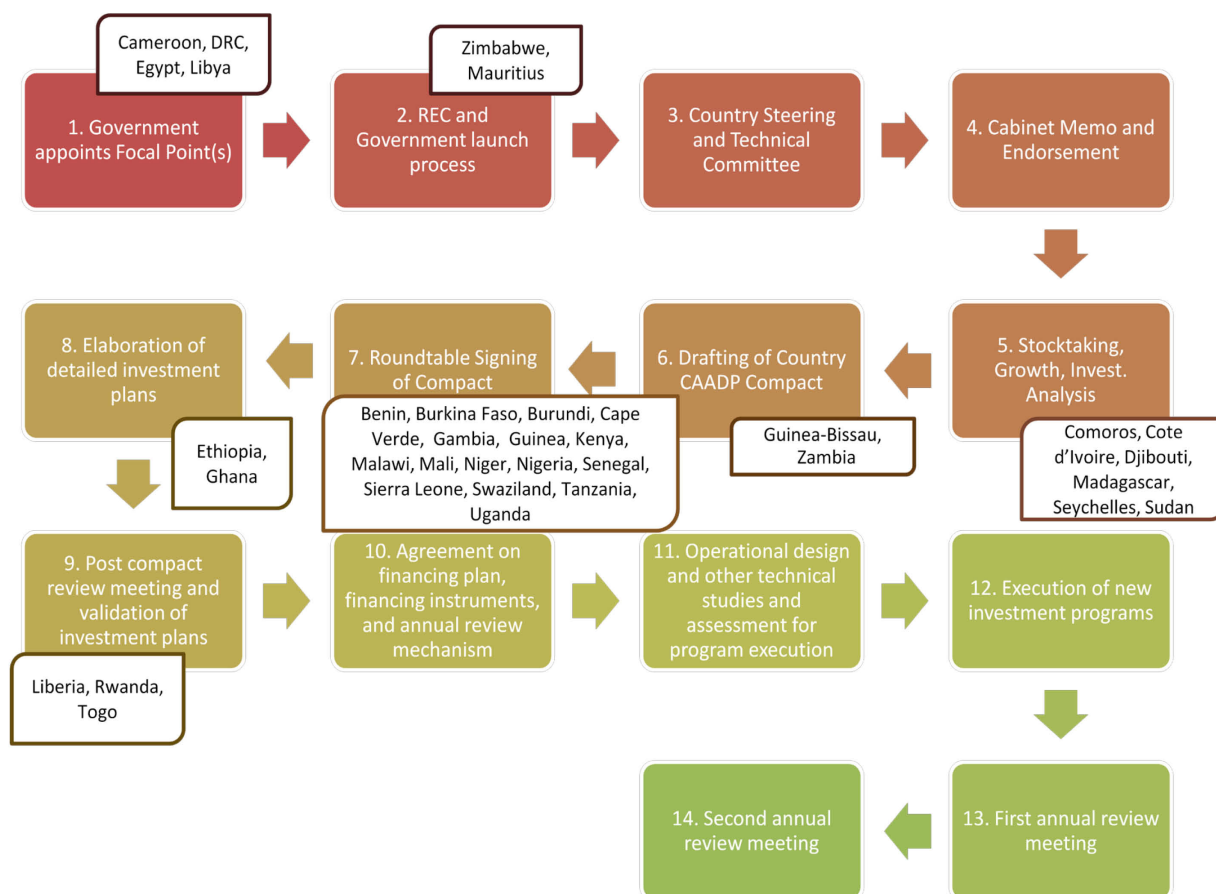 Cameroon, DRC,
Egypt, Libya
1. Government
appoints Focal Point(s)
Zimbabwe,
Mauritius
2. REC and
Government launch
process
3. Country Steering
and Technical
Committee
4. Cabinet Memo and
Endorsement
8. Elaboration of
detailed investment
plans
Ethiopia,
Ghana
7. Roundtable Signing
of Compact
Benin, Burkina Faso, Burundi, Cape
Verde, Gambia, Guinea, Kenya,
Malawi, Mali, Niger, Nigeria, Senegal,
Sierra Leone, Swaziland, Tanzania,
Uganda
6. Drafting of Country
CAADP Compact
Guinea-Bissau,
Zambia
5. Stocktaking,
Growth, Invest.
Analysis
Comoros, Cote
d’Ivoire, Djibouti,
Madagascar,
Seychelles, Sudan
9. Post compact
review meeting and
validation of
investment plans
Liberia, Rwanda,
Togo
10. Agreement on
financing plan,
financing instruments,
and annual review
mechanism
11. Operational design
and other technical
studies and
assessment for
program execution
12. Execution of new
investment programs
14. Second annual
review meeting
13. First annual review
meeting